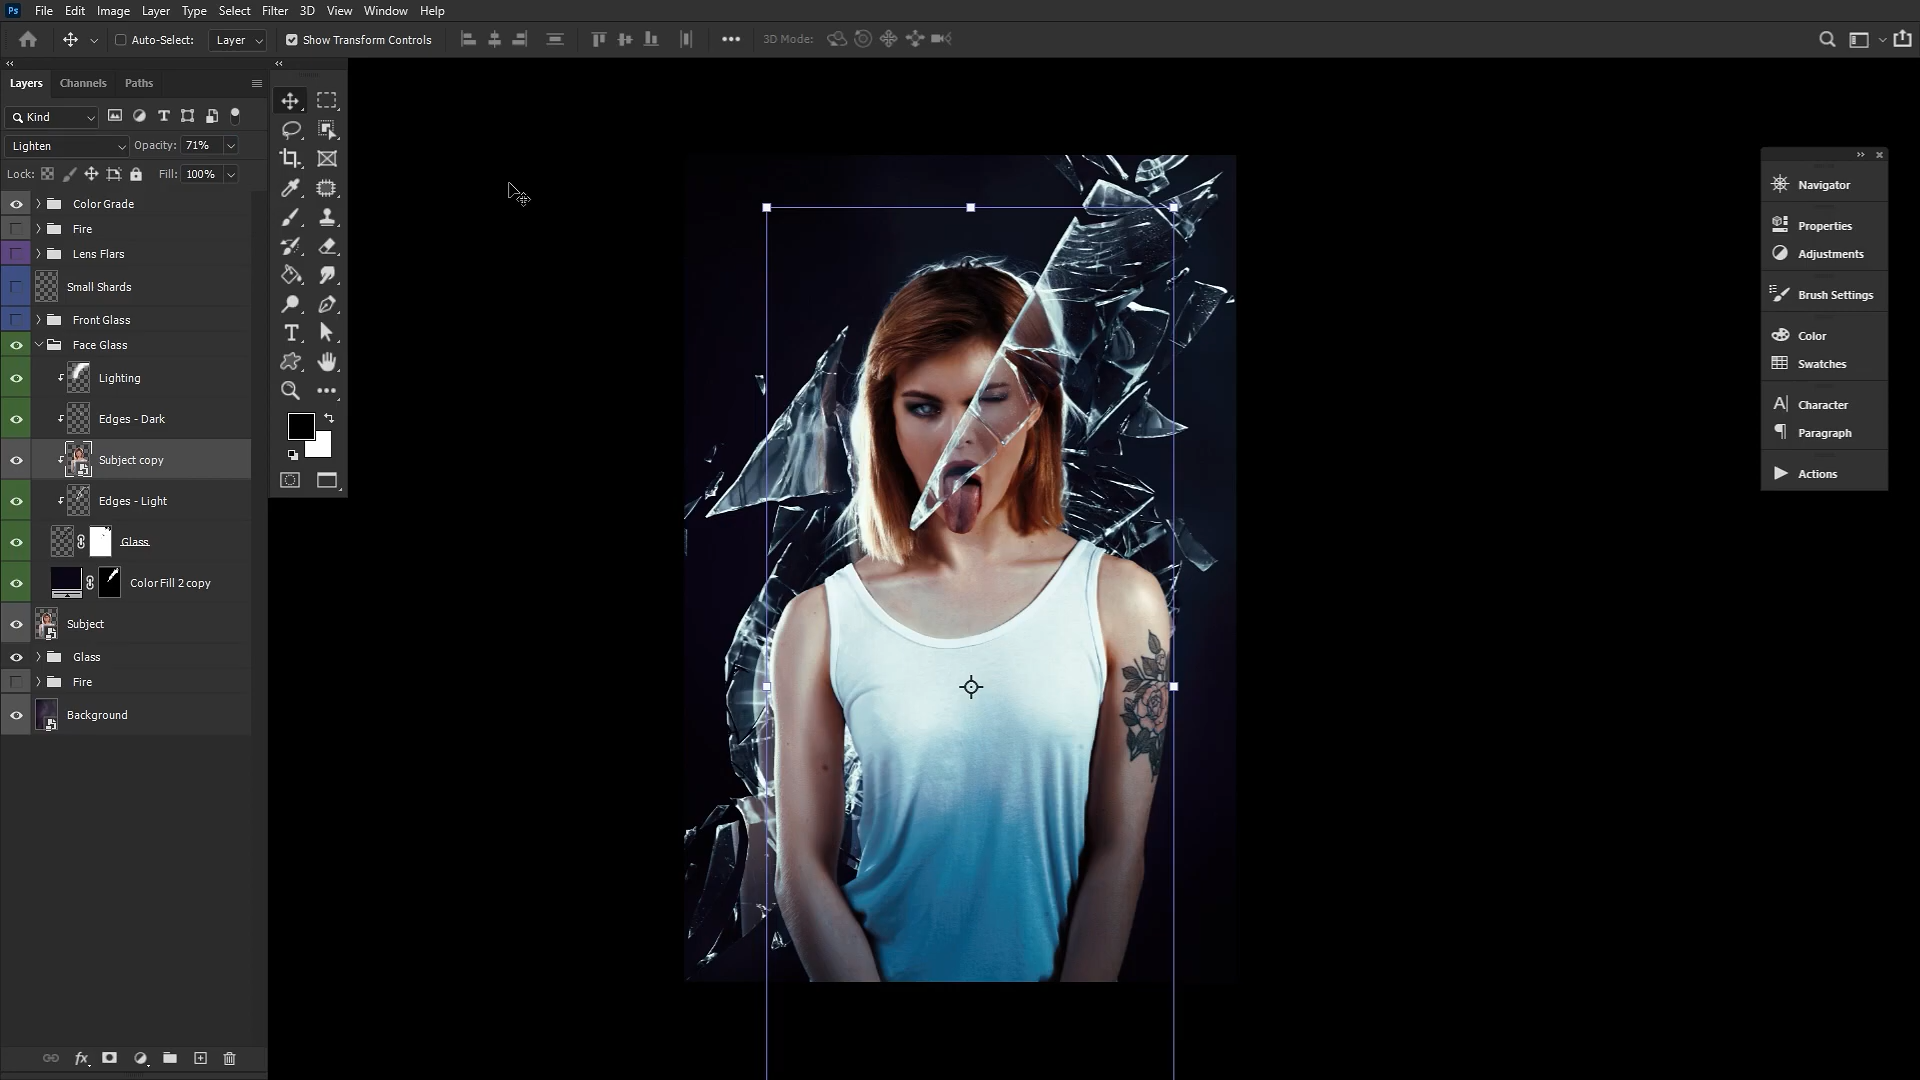 Ps File Edit Image Layer Type Select Filter 3D View Window Help
Auto-Select: Layer Show Transform Controls 3D Mode:
Layers Channels Paths
Kind
Lighten Opacity: 71%
Lock: Fill: 100%
Color Grade
Fire
Lens Flars
Small Shards
Front Glass
Face Glass
Lighting
Edges - Dark
Subject copy
Edges - Light
Glass
Color Fill 2 copy
Subject
Glass
Fire
Background
fx
Navigator
Properties
Adjustments
Brush Settings
Color
Swatches
Character
Paragraph
Actions